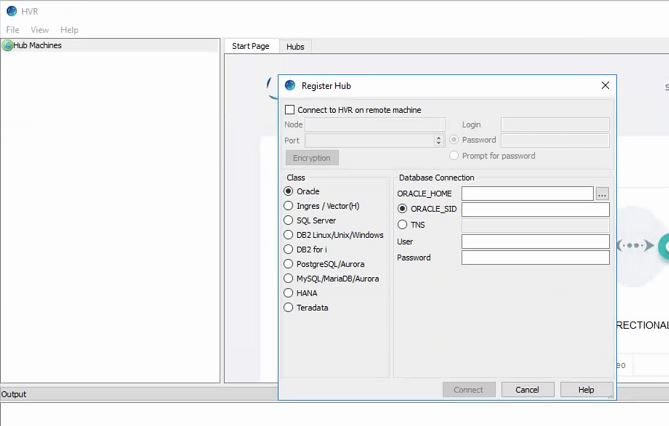 HVR
File View Help
Hub Machines
Start Page Hubs
Register Hub
Connect to HVR on remote machine
Node Login
Port Password
Encryption Prompt for password
Class Database Connection
Oracle ORACLE_HOME ...
Ingres / Vector(H) ORACLE_SID
SQL Server TNS
DB2 Linux/Unix/Windows User
DB2 for i Password
PostgreSQL/Aurora
MySQL/MariaDB/Aurora
HANA
Teradata
RECTIONAL
eo
Connect Cancel Help
Output